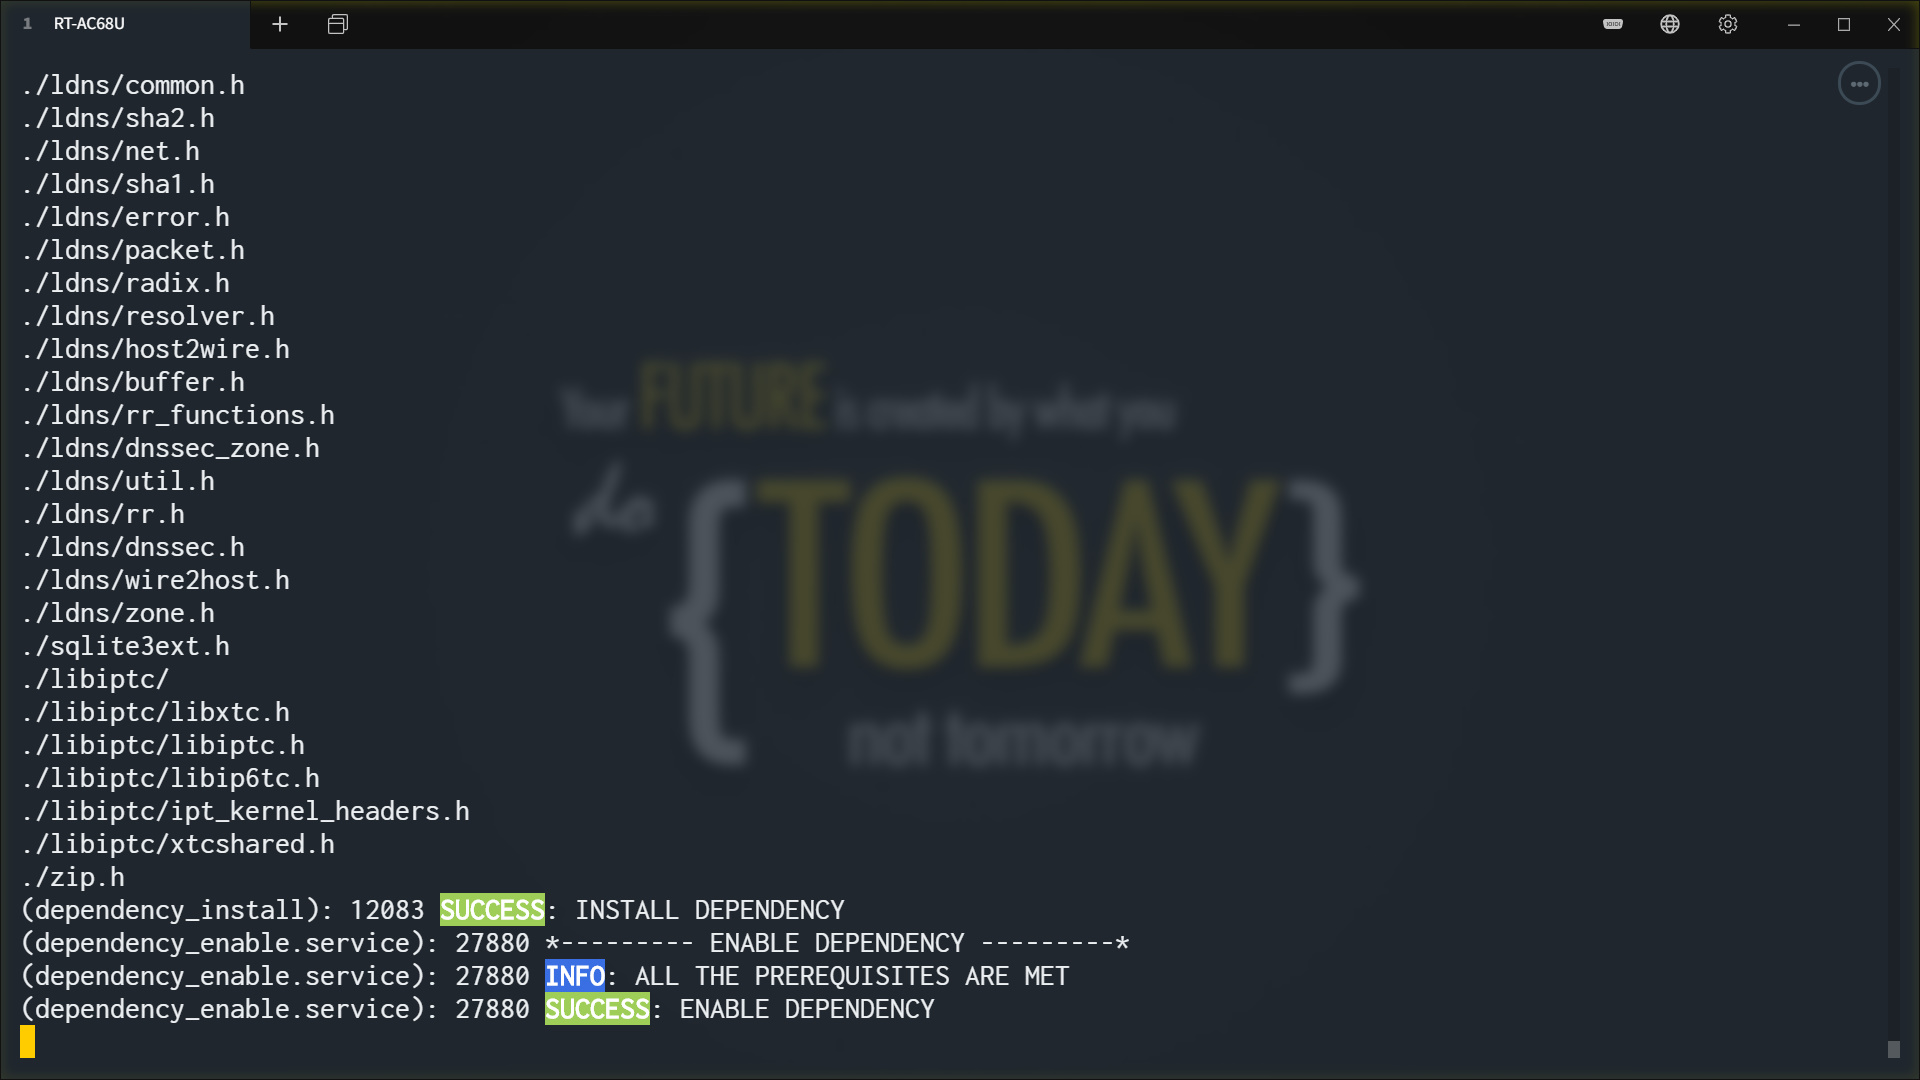 1 RT-AC68U
./ldns/common.h
./ldns/sha2.h
./ldns/net.h
./ldns/sha1.h
./ldns/error.h
./ldns/packet.h
./ldns/radix.h
./ldns/resolver.h
./ldns/host2wire.h
./ldns/buffer.h
./ldns/rr_functions.h
./ldns/dnssec_zone.h
./ldns/util.h
./ldns/rr.h
./ldns/dnssec.h
./ldns/wire2host.h
./ldns/zone.h
./sqlite3ext.h
./libiptc/
./libiptc/libxtc.h
./libiptc/libiptc.h
./libiptc/libip6tc.h
./libiptc/ipt_kernel_headers.h
./libiptc/xtcshared.h
./zip.h
(dependency_install): 12083 SUCCESS: INSTALL DEPENDENCY
(dependency_enable.service): 27880 *--------- ENABLE DEPENDENCY ---------*
(dependency_enable.service): 27880 INFO: ALL THE PREREQUISITES ARE MET
(dependency_enable.service): 27880 SUCCESS: ENABLE DEPENDENCY
Your FUTURE is created by what you
do {TODAY}
not tomorrow